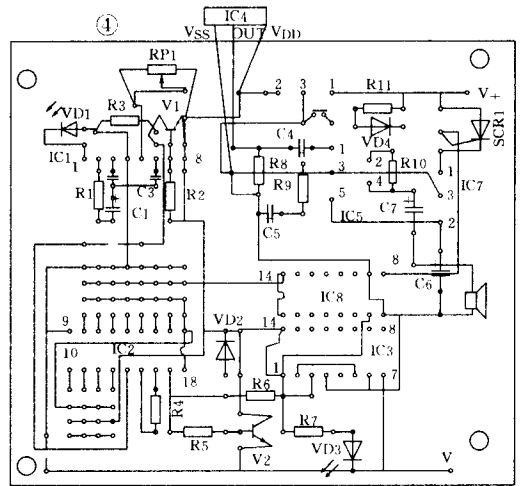 ④
IC4
VSS OUT VDD
RP1
2 3 1 V+
R11
VD1 R3 V1
VD4
SCR1
IC1
C4
1
1 8
R8
3
2
R10
1
IC7
C3
R1 R2
R9
4
3
C1
5
C7
IC5
2
C5
8
14
C6
IC8
9
VD2
14
8
10
IC2
IC3
18
1
7
R6
R4
R5
R7
V2
VD3
V